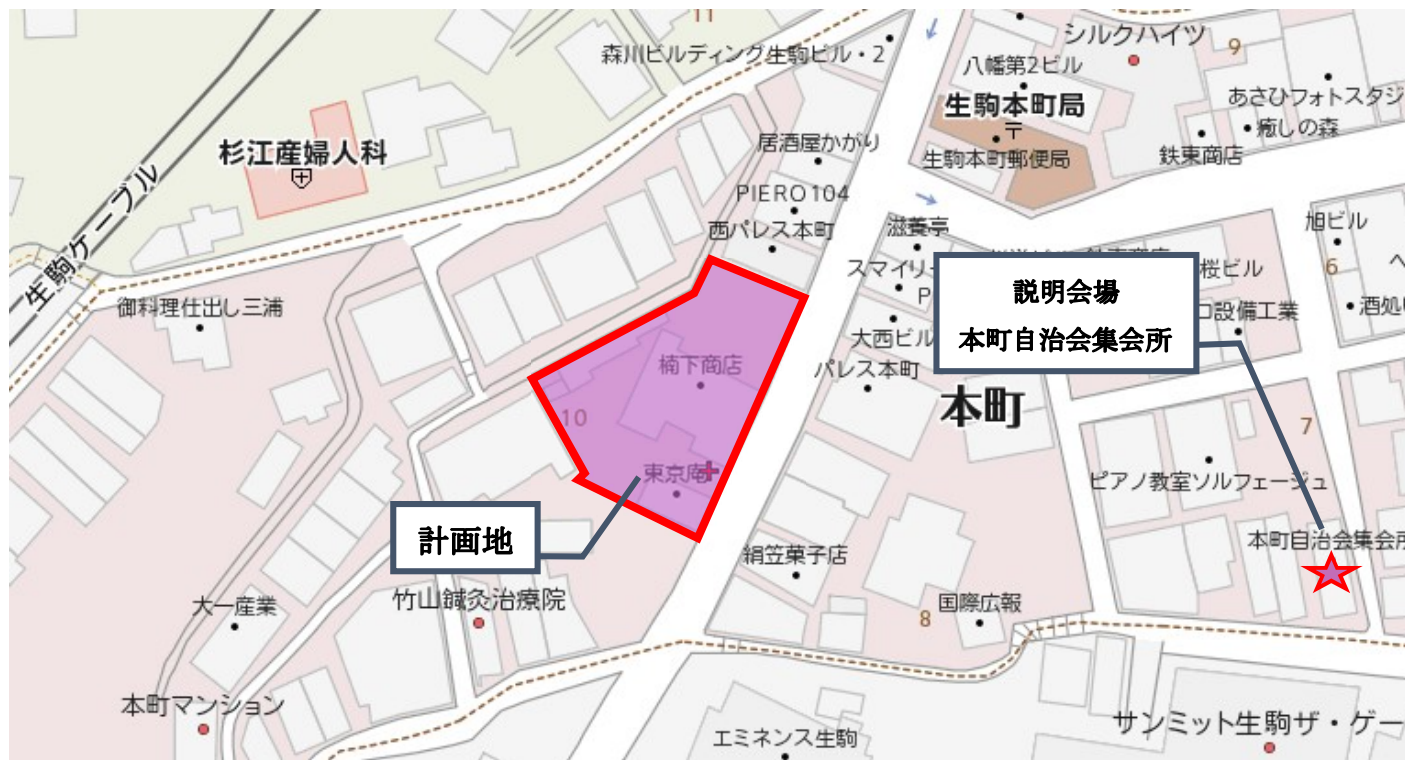 11
シルクハイツ
9
森川ビルディング生駒ビル・2
八幡第2ビル
あさひフォトスタジ
生駒本町局
癒しの森
居酒屋かがり
杉江産婦人科
生駒本町郵便局
鉄東商店
PIERO104
西パレス本町
滋養亭
旭ビル
生駒ケーブル
スマイリー
P
桜ビル
6
ヘ
説明会場
本町自治会集会所
御料理仕出し三浦
設備工業
酒処
大西ビル
楠下商店
パレス本町
本町
10
7
東京庵
ピアノ教室ソルフェージュ
計画地
絹笠菓子店
本町自治会集会所
竹山鍼灸治療院
大一産業
国際広報
8
本町マンション
サンミット生駒ザ・ゲー
エミネンス生駒